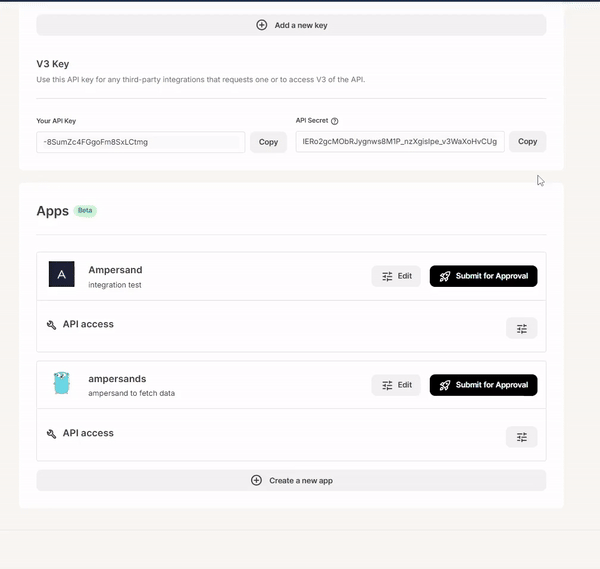 Add a new key
V3 Key
Use this API key for any third-party integrations that requests one or to access V3 of the API.
Your API Key
API Secret
-8SumZc4FGgoFm8SxLCtmg
Copy
lERo2gcMObRJygnws8M1P_nzXgisIpe_v3WaXoHvCUg
Copy
Apps
Beta
A
Ampersand
integration test
Edit
Submit for Approval
API access
ampersands
ampersand to fetch data
Edit
Submit for Approval
API access
Create a new app